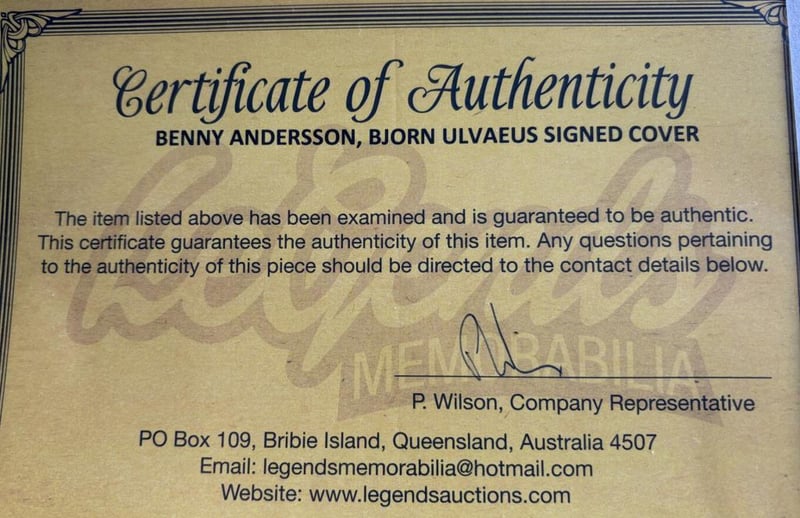 Certificate of Authenticity
BENNY ANDERSSON, BJORN ULVAEUS SIGNED COVER
The item listed above has been examined and is guaranteed to be authentic.
This certificate guarantees the authenticity of this item. Any questions pertaining
to the authenticity of this piece should be directed to the contact details below.
Legends
MEMORABILIA
P. Wilson, Company Representative
PO Box 109, Bribie Island, Queensland, Australia 4507
Email: legendsmemorabilia@hotmail.com
Website: www.legendsauctions.com